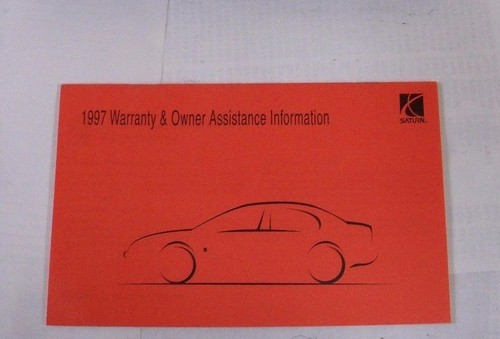 1997 Warranty & Owner Assistance Information
SATURN